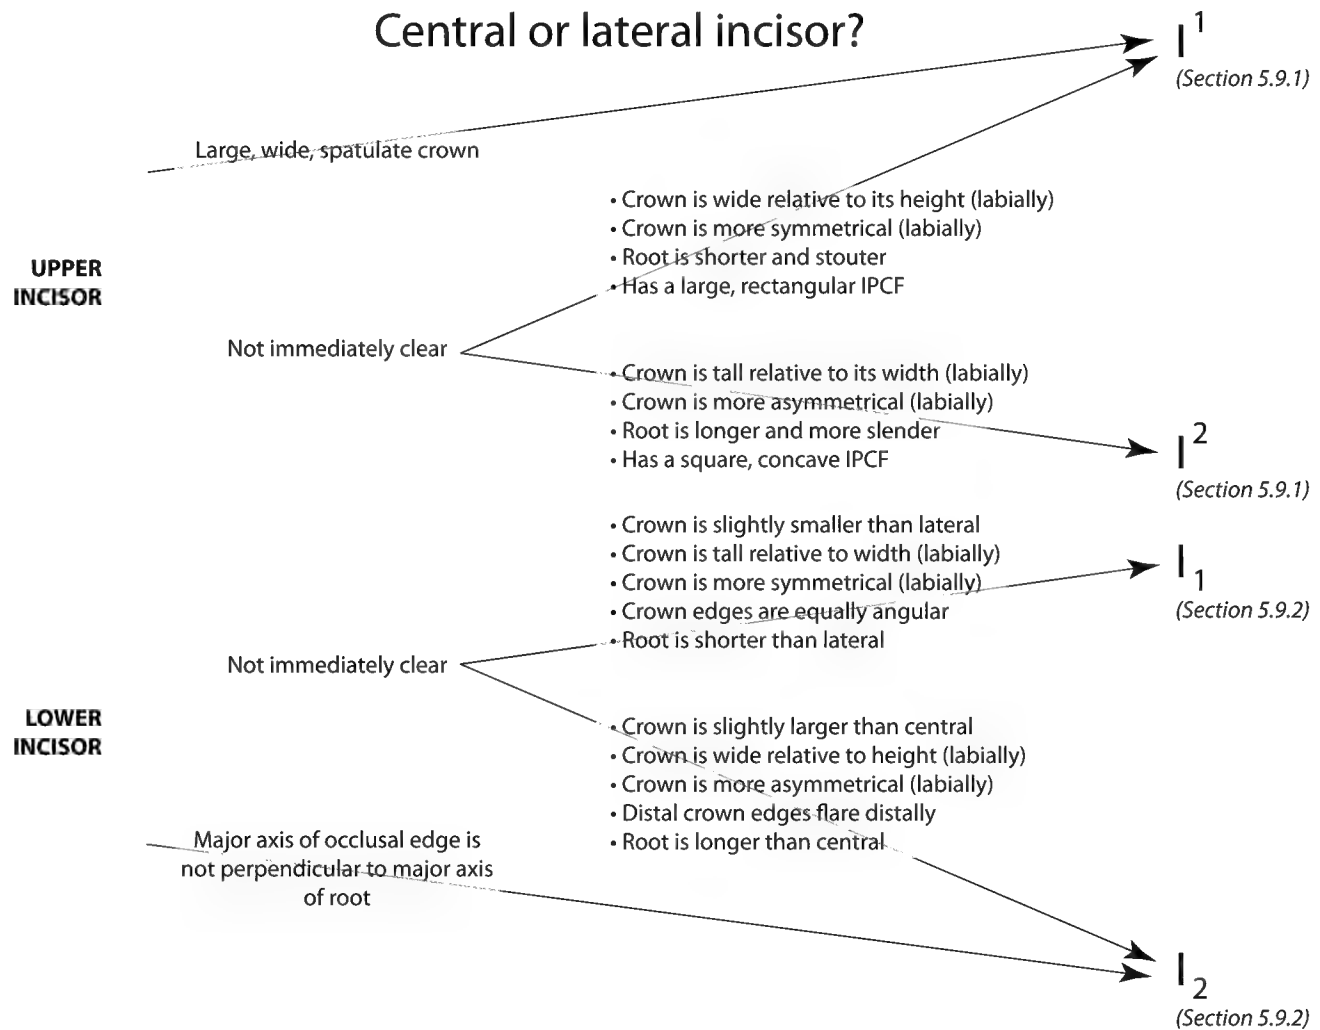 Central or lateral incisor?
I 1
(Section 5.9.1)
Large, wide, spatulate crown
• Crown is wide relative to its height (labially)
• Crown is more symmetrical (labially)
• Root is shorter and stouter
• Has a large, rectangular IPCF
UPPER
INCISOR
Not immediately clear
• Crown is tall relative to its width (labially)
• Crown is more asymmetrical (labially)
• Root is longer and more slender
• Has a square, concave IPCF
I 2
(Section 5.9.1)
• Crown is slightly smaller than lateral
• Crown is tall relative to width (labially)
• Crown is more symmetrical (labially)
• Crown edges are equally angular
• Root is shorter than lateral
I 1
(Section 5.9.2)
Not immediately clear
LOWER
INCISOR
• Crown is slightly larger than central
• Crown is wide relative to height (labially)
• Crown is more asymmetrical (labially)
• Distal crown edges flare distally
• Root is longer than central
Major axis of occlusal edge is
not perpendicular to major axis
of root
I 2
(Section 5.9.2)